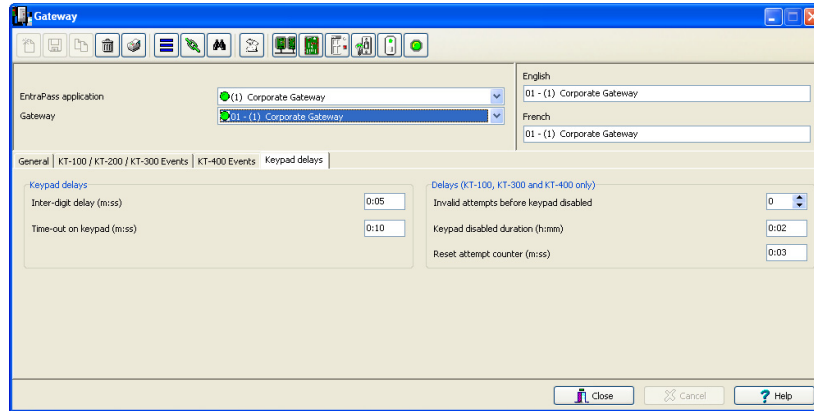 Gateway
English
EntraPass application
(1) Corporate Gateway
01 - (1) Corporate Gateway
Gateway
01 - (1) Corporate Gateway
French
01 - (1) Corporate Gateway
General
KT-100 / KT-200 / KT-300 Events
KT-400 Events
Keypad delays
Keypad delays
Inter-digit delay (m:ss)
0:05
Time-out on keypad (m:ss)
0:10
Delays (KT-100, KT-300 and KT-400 only)
Invalid attempts before keypad disabled
0
Keypad disabled duration (h:mm)
0:02
Reset attempt counter (m:ss)
0:03
Close
Cancel
? Help